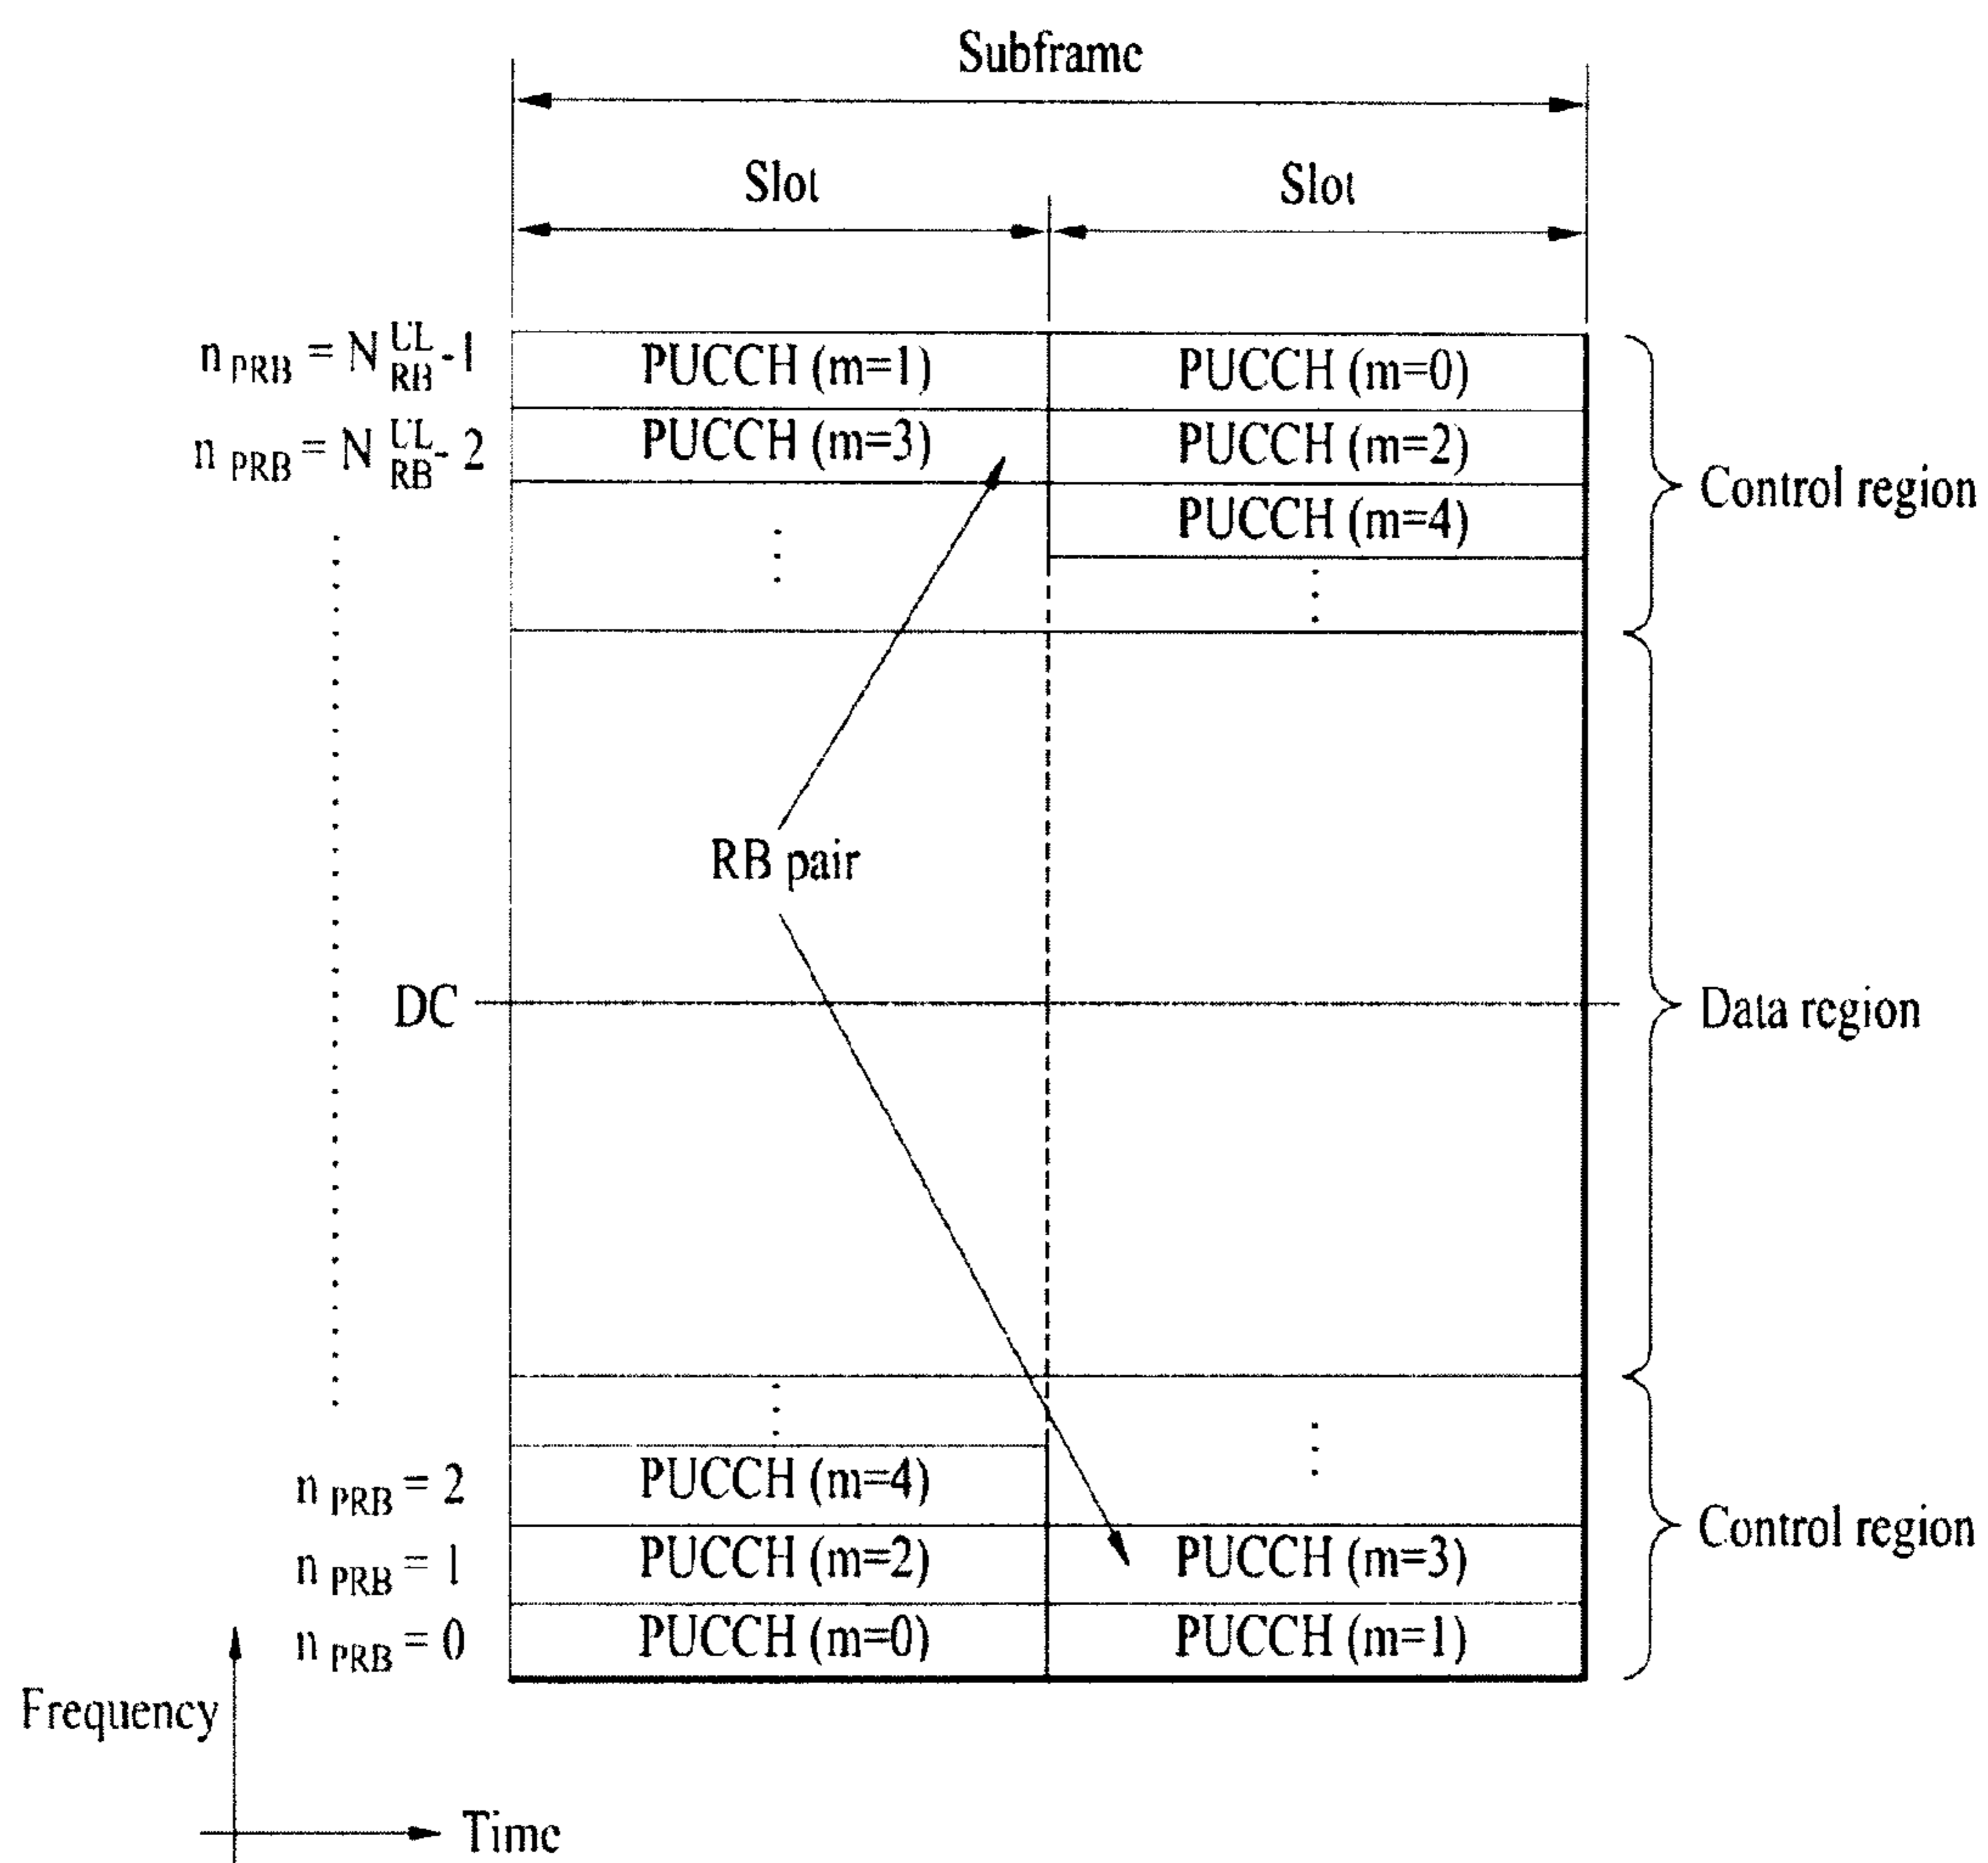 Subframe
Slot Slot
n PRB = N UL RB -1 PUCCH (m=1) PUCCH (m=0)
n PRB = N UL RB - 2 PUCCH (m=3) PUCCH (m=2)
PUCCH (m=4)
Control region
RB pair
DC
Data region
n PRB = 2 PUCCH (m=4)
n PRB = 1 PUCCH (m=2) PUCCH (m=3)
Control region
n PRB = 0 PUCCH (m=0) PUCCH (m=1)
Frequency
Time